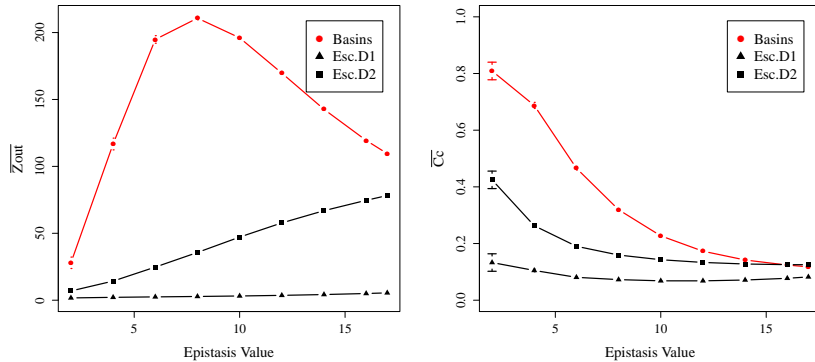 Zout
200
150
100
50
0
5
10
15
Epistasis Value
Basins
Esc.D1
Esc.D2
Cc
1.0
0.8
0.6
0.4
0.2
0.0
5
10
15
Epistasis Value
Basins
Esc.D1
Esc.D2